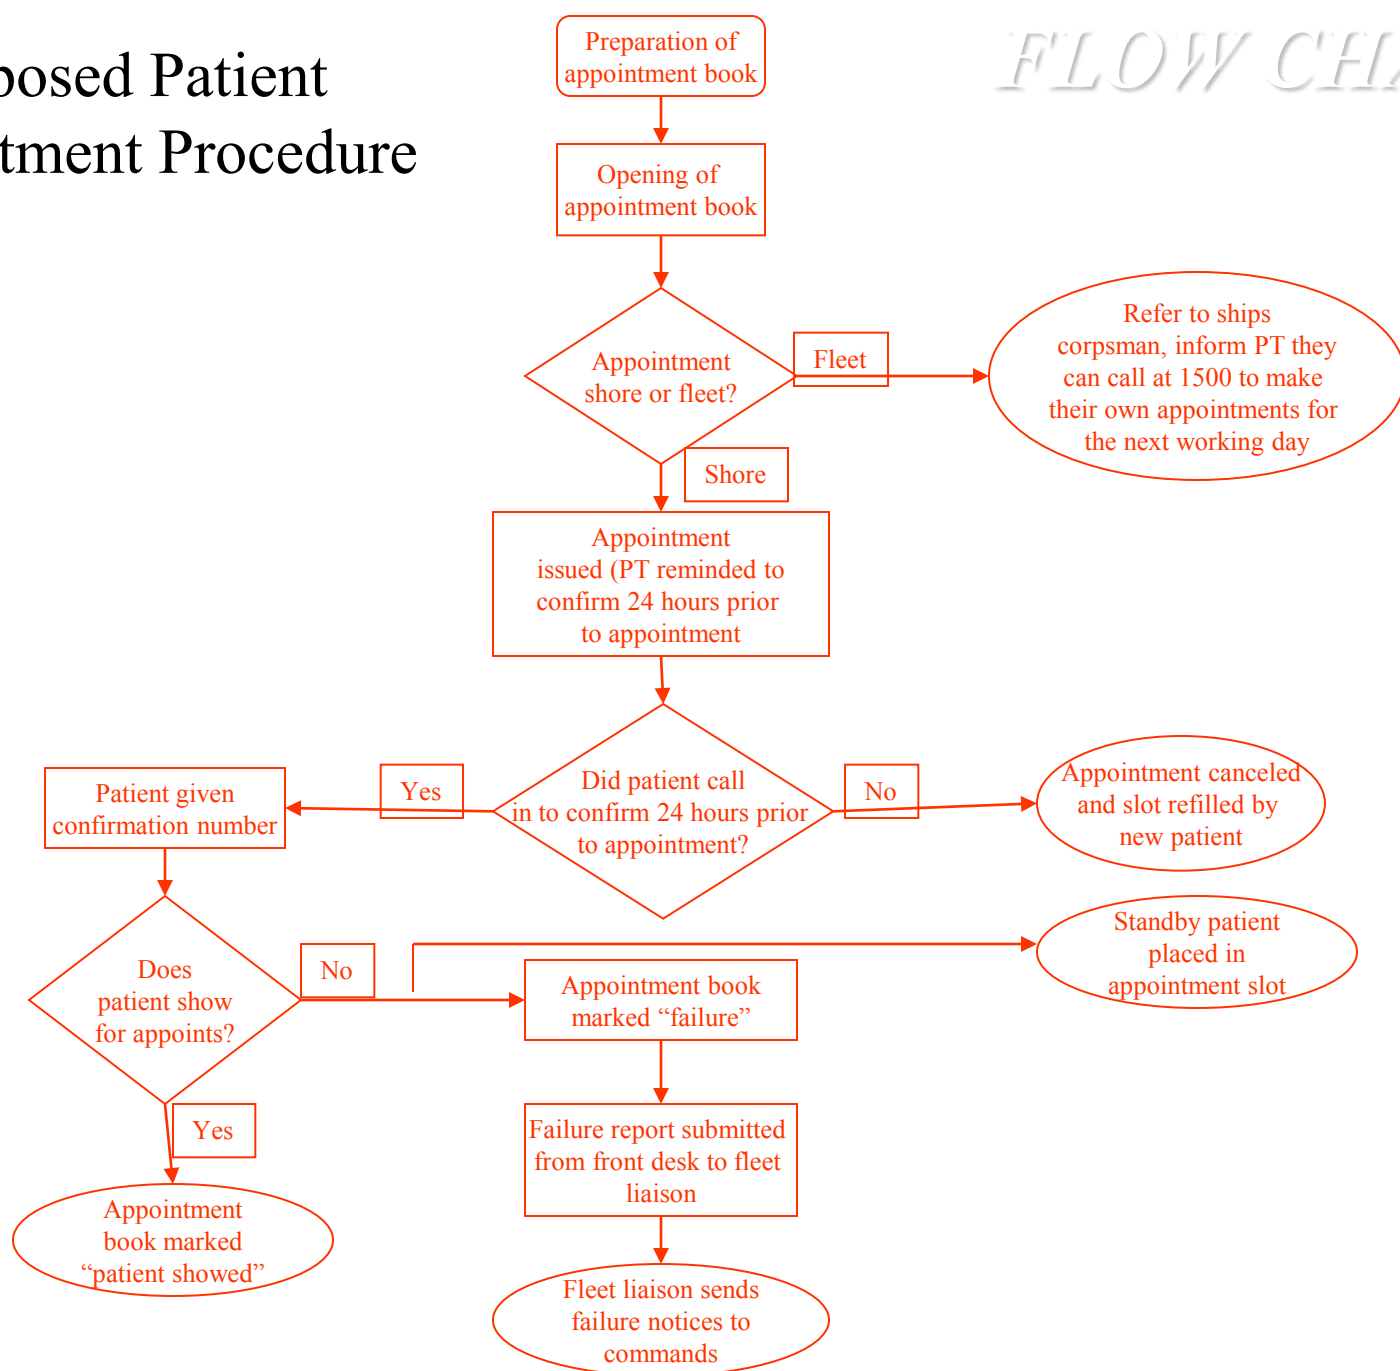 posed Patient
tment Procedure
FLOW CHA
Preparation of
appointment book
Opening of
appointment book
Appointment
shore or fleet?
Fleet
Refer to ships
corpsman, inform PT they
can call at 1500 to make
their own appointments for
the next working day
Shore
Appointment
issued (PT reminded to
confirm 24 hours prior
to appointment
Did patient call
in to confirm 24 hours prior
to appointment?
Yes
No
Patient given
confirmation number
Appointment canceled
and slot refilled by
new patient
Does
patient show
for appoints?
No
Standby patient
placed in
appointment slot
Appointment book
marked “failure”
Yes
Failure report submitted
from front desk to fleet
liaison
Appointment
book marked
“patient showed”
Fleet liaison sends
failure notices to
commands